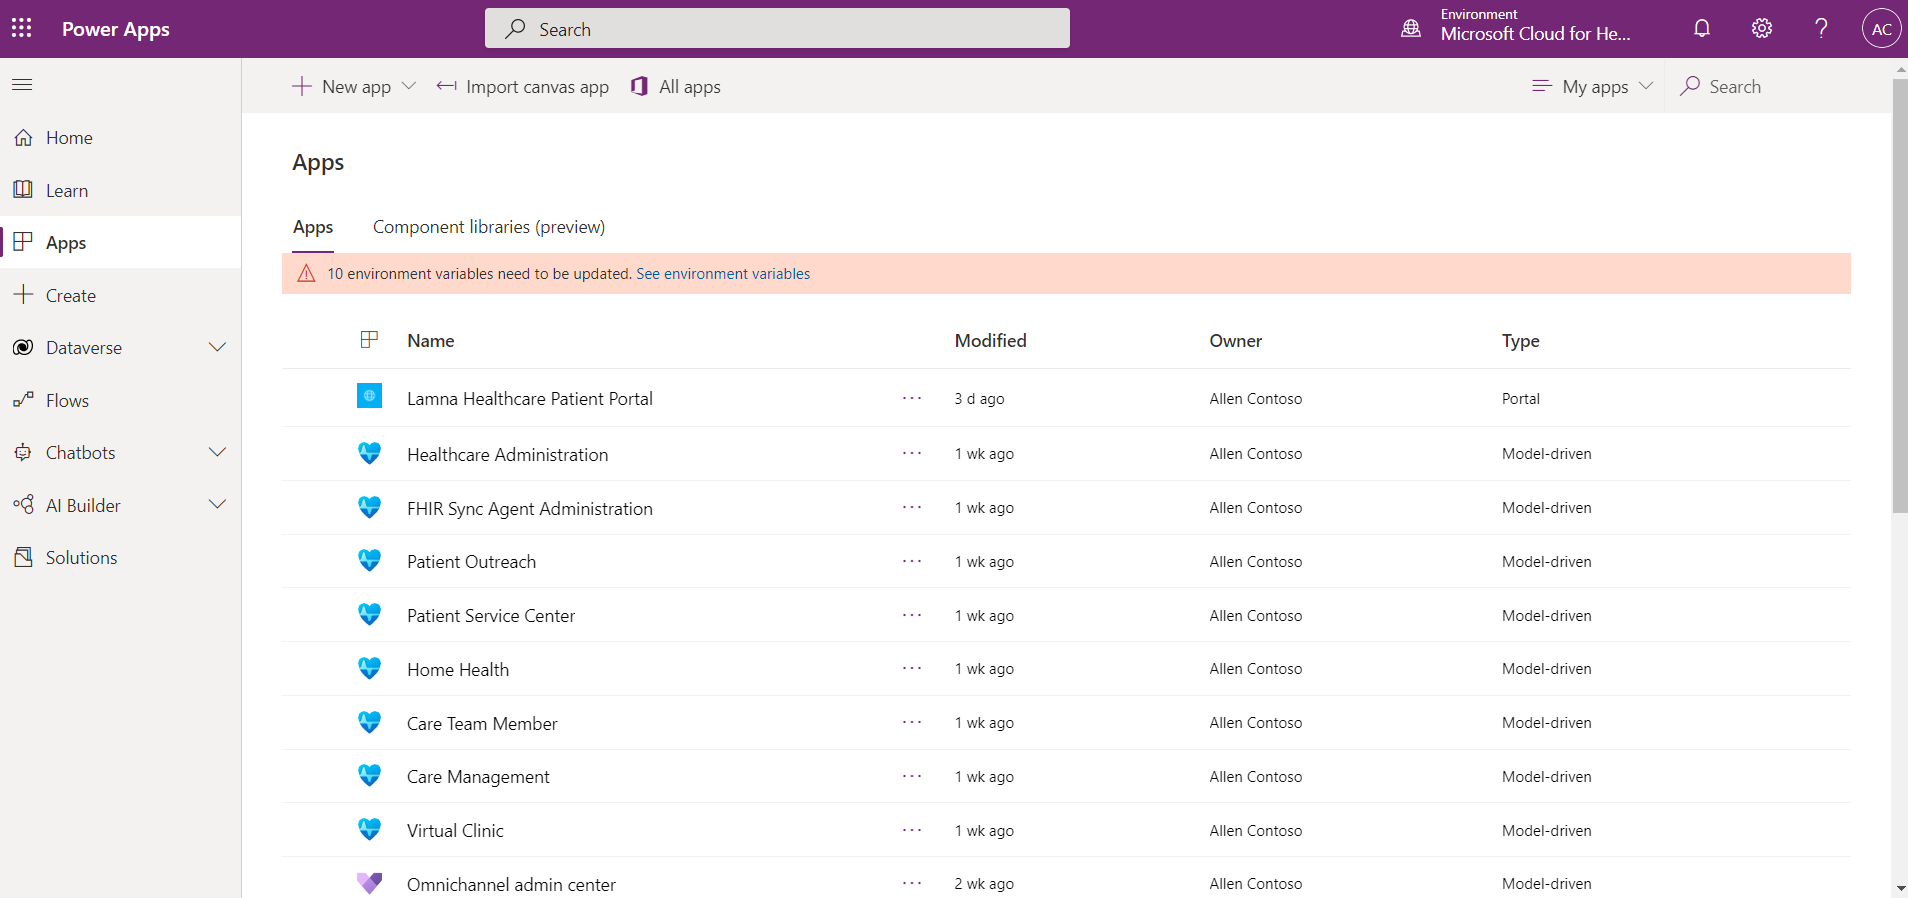 Power Apps
Search
Environment
Microsoft Cloud for He...
AC
New app
Import canvas app
All apps
My apps
Search
Home
Learn
Apps
Create
Dataverse
Flows
Chatbots
AI Builder
Solutions
Apps
Apps Component libraries (preview)
10 environment variables need to be updated. See environment variables
Name Modified Owner Type
Lamna Healthcare Patient Portal ... 3 d ago Allen Contoso Portal
Healthcare Administration ... 1 wk ago Allen Contoso Model-driven
FHIR Sync Agent Administration ... 1 wk ago Allen Contoso Model-driven
Patient Outreach ... 1 wk ago Allen Contoso Model-driven
Patient Service Center ... 1 wk ago Allen Contoso Model-driven
Home Health ... 1 wk ago Allen Contoso Model-driven
Care Team Member ... 1 wk ago Allen Contoso Model-driven
Care Management ... 1 wk ago Allen Contoso Model-driven
Virtual Clinic ... 1 wk ago Allen Contoso Model-driven
Omnichannel admin center ... 2 wk ago Allen Contoso Model-driven